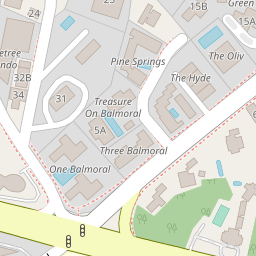 15B
Green
24
etree
ndo
32B
34
Pine Springs
15A
The Oliv
The Hyde
31
Treasure
On Balmoral
5A
Three Balmoral
One Balmoral